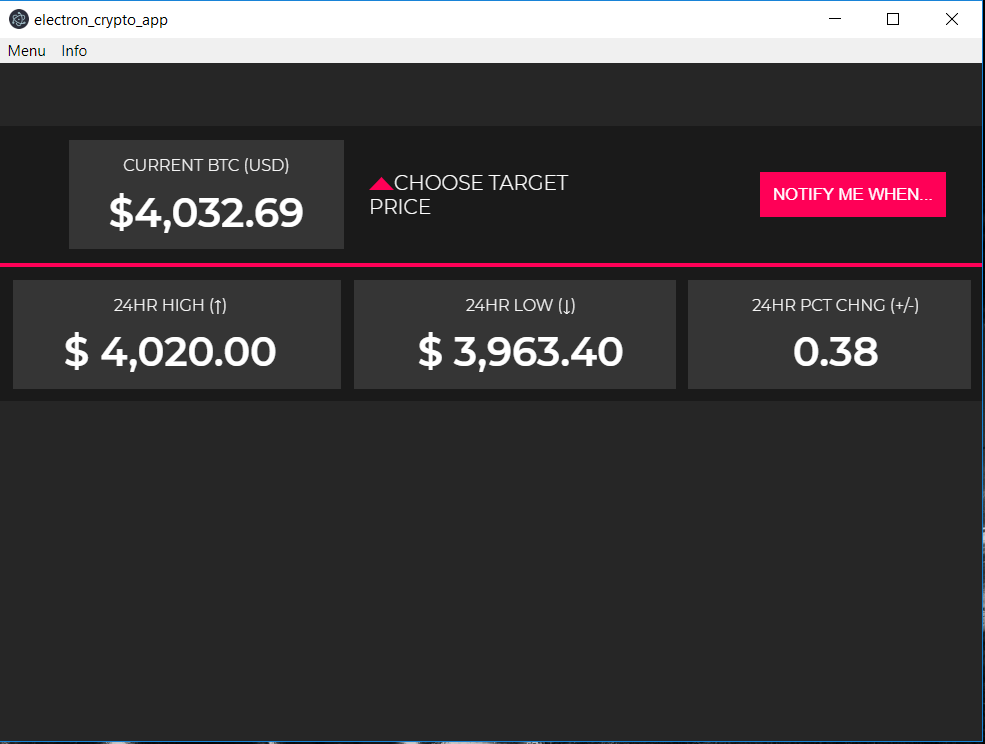 electron_crypto_app
Menu Info
CURRENT BTC (USD)
$4,032.69
CHOOSE TARGET
PRICE
NOTIFY ME WHEN...
24HR HIGH (↑)
$ 4,020.00
24HR LOW (↓)
$ 3,963.40
24HR PCT CHNG (+/-)
0.38